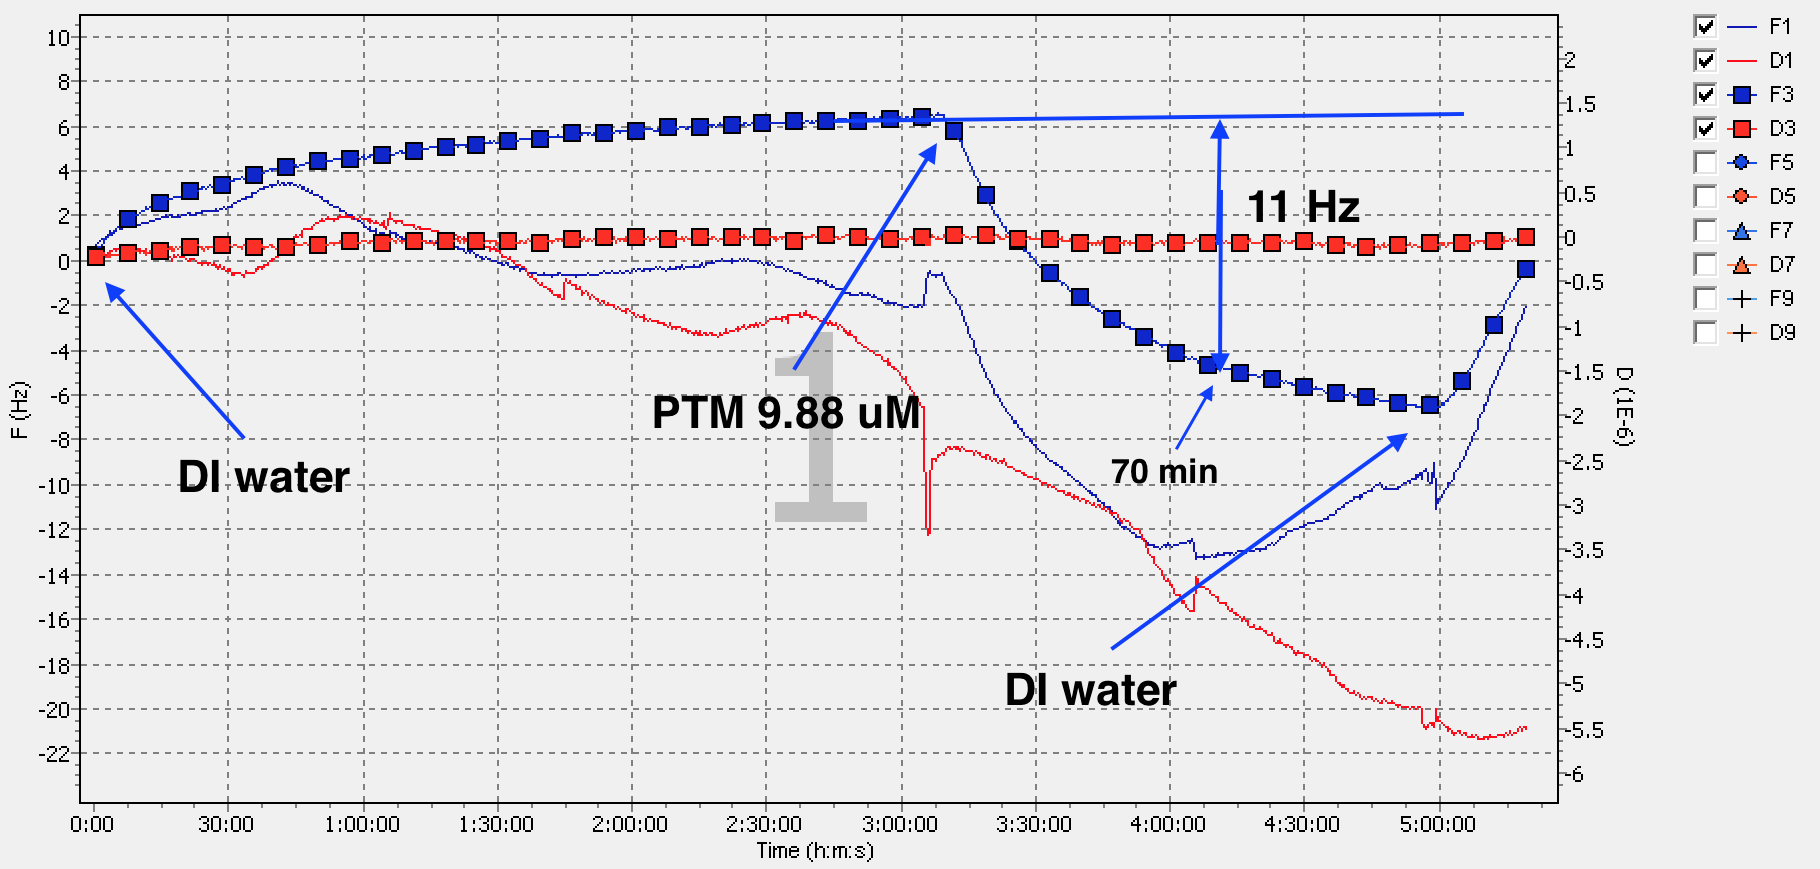 10
8
6
4
2
0
-2
-4
-6
-8
-10
-12
-14
-16
-18
-20
-22
F (Hz)
2
1.5
1
0.5
0
-0.5
-1
-1.5
-2
-2.5
-3
-3.5
-4
-4.5
-5
-5.5
-6
D (1E-6)
0:00 30:00 1:00:00 1:30:00 2:00:00 2:30:00 3:00:00 3:30:00 4:00:00 4:30:00 5:00:00
Time (h:m:s)
1
11 Hz
PTM 9.88 uM
DI water
70 min
DI water
F1
D1
F3
D3
F5
D5
F7
D7
F9
D9